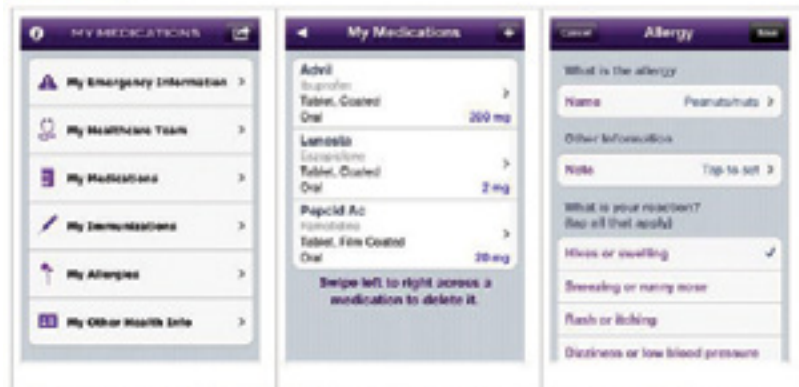 MY MEDICATIONS
My Emergency Information
My Healthcare Team
My Medications
My Immunizations
My Allergies
My Other Health Info
My Medications
Advil
Ibuprofen
Tablet, Coated
Oral 200 mg
Lunesta
Eszopiclone
Tablet, Coated
Oral 2 mg
Pepcid Ac
Famotidine
Tablet, Film Coated
Oral 20 mg
Swipe left to right across a
medication to delete it.
Cancel Allergy Save
What is the allergy
Name Peanuts/nuts
Other Information
Note Tap to set
What is your reaction?
(tap all that apply)
Hives or swelling
Sneezing or runny nose
Rash or itching
Dizziness or low blood pressure